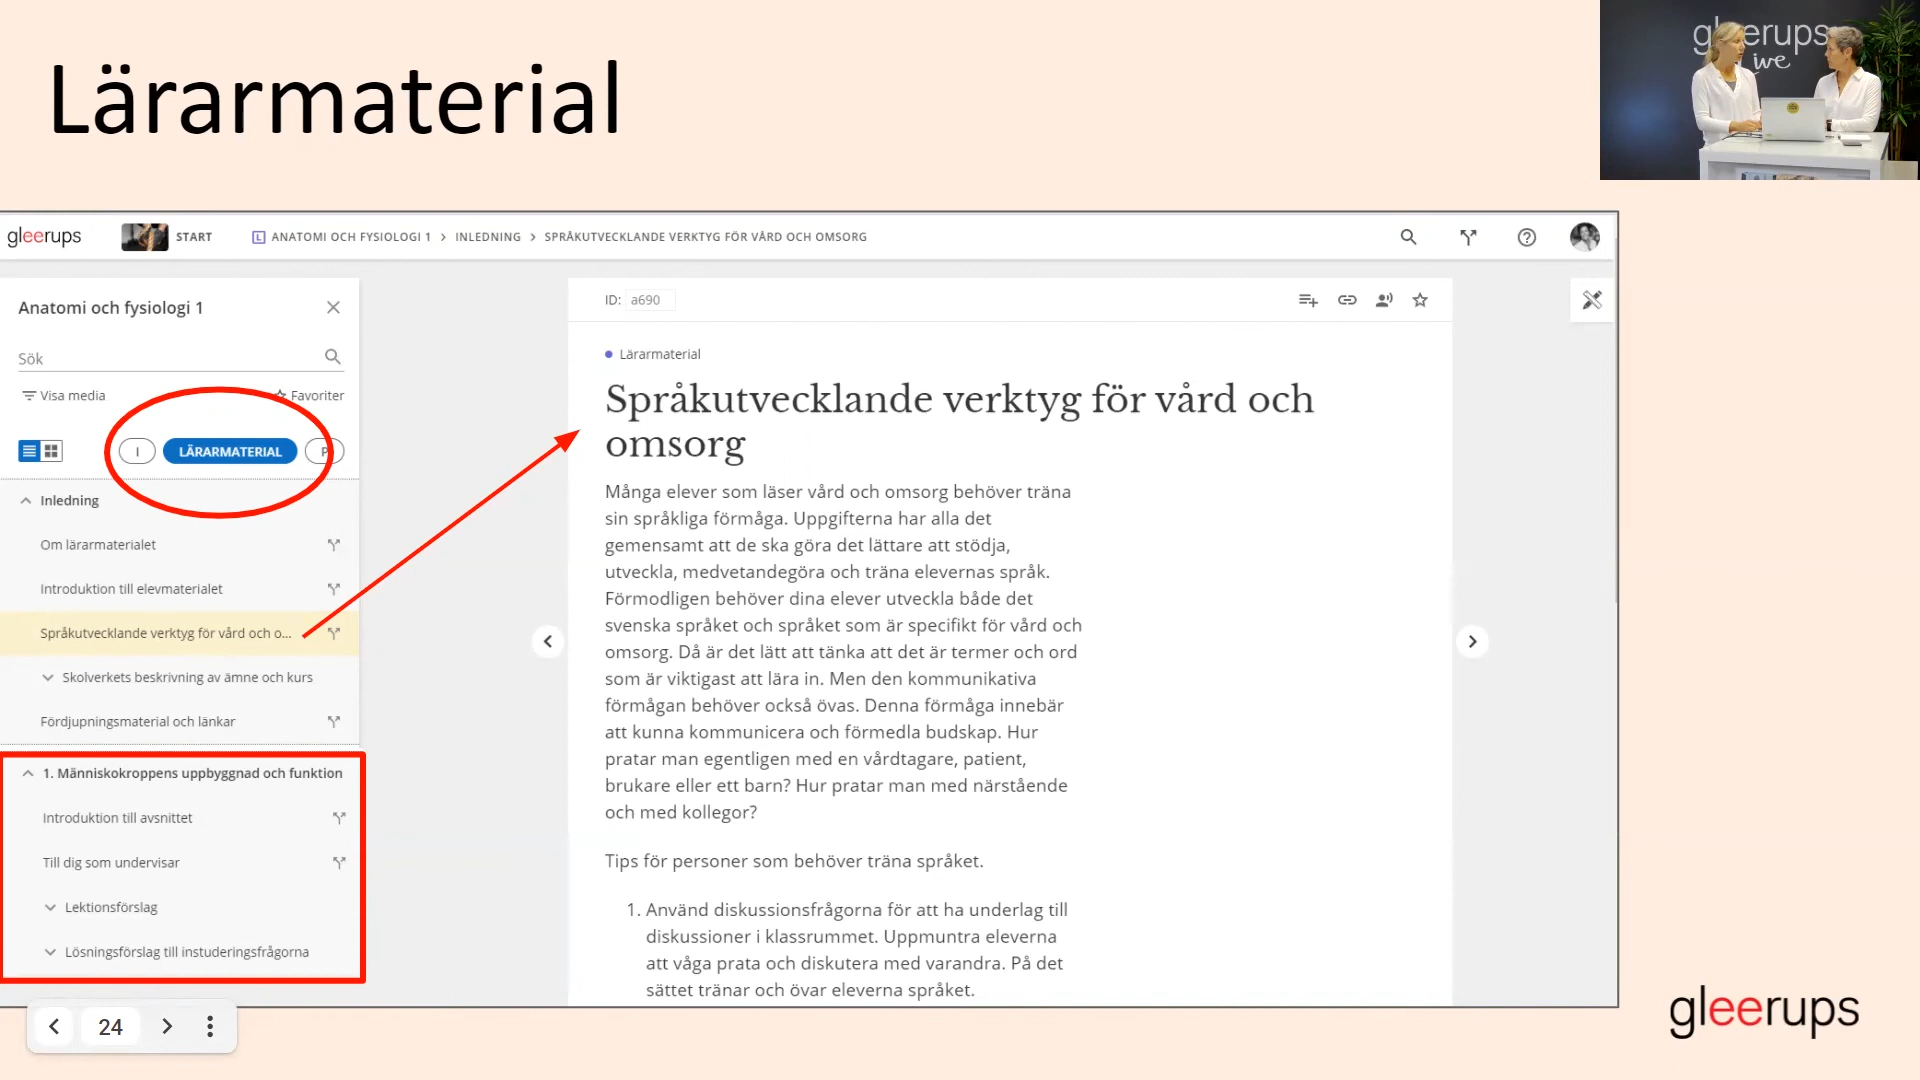 Lärarmaterial
gleerups
ive
gleerups
START
ANATOMI OCH FYSIOLOGI 1 > INLEDNING > SPRÅKUTVECKLANDE VERKTYG FÖR VÅRD OCH OMSORG
Anatomi och fysiologi 1
Sök
Visa media
Favoriter
I
LÄRARMATERIAL
P
Inledning
Om lärarmaterialet
Introduktion till elevmaterialet
Språkutvecklande verktyg för vård och o...
Skolverkets beskrivning av ämne och kurs
Fördjupningsmaterial och länkar
1. Människokroppens uppbyggnad och funktion
Introduktion till avsnittet
Till dig som undervisar
Lektionsförslag
Lösningsförslag till instuderingsfrågorna
ID: a690
Lärarmaterial
Språkutvecklande verktyg för vård och
omsorg
Många elever som läser vård och omsorg behöver träna
sin språkliga förmåga. Uppgifterna har alla det
gemensamt att de ska göra det lättare att stödja,
utveckla, medvetandegöra och träna elevernas språk.
Förmodligen behöver dina elever utveckla både det
svenska språket och språket som är specifikt för vård och
omsorg. Då är det lätt att tänka att det är termer och ord
som är viktigast att lära in. Men den kommunikativa
förmågan behöver också övas. Denna förmåga innebär
att kunna kommunicera och förmedla budskap. Hur
pratar man egentligen med en vårdtagare, patient,
brukare eller ett barn? Hur pratar man med närstående
och med kollegor?
Tips för personer som behöver träna språket.
1. Använd diskussionsfrågorna för att ha underlag till
diskussioner i klassrummet. Uppmuntra eleverna
att våga prata och diskutera med varandra. På det
sättet tränar och övar eleverna språket.
24
gleerups